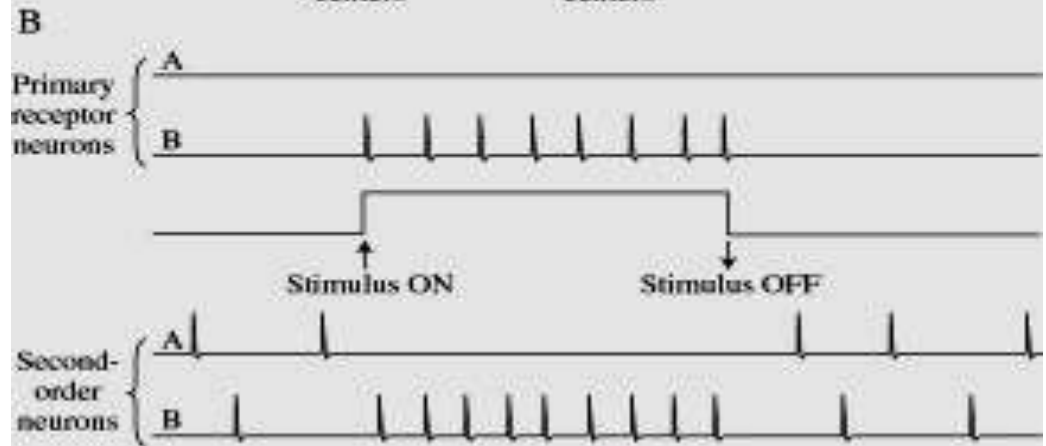 B
Primary
receptor
neurons
A
B
Stimulus ON
Stimulus OFF
Second-
order
neurons
A
B